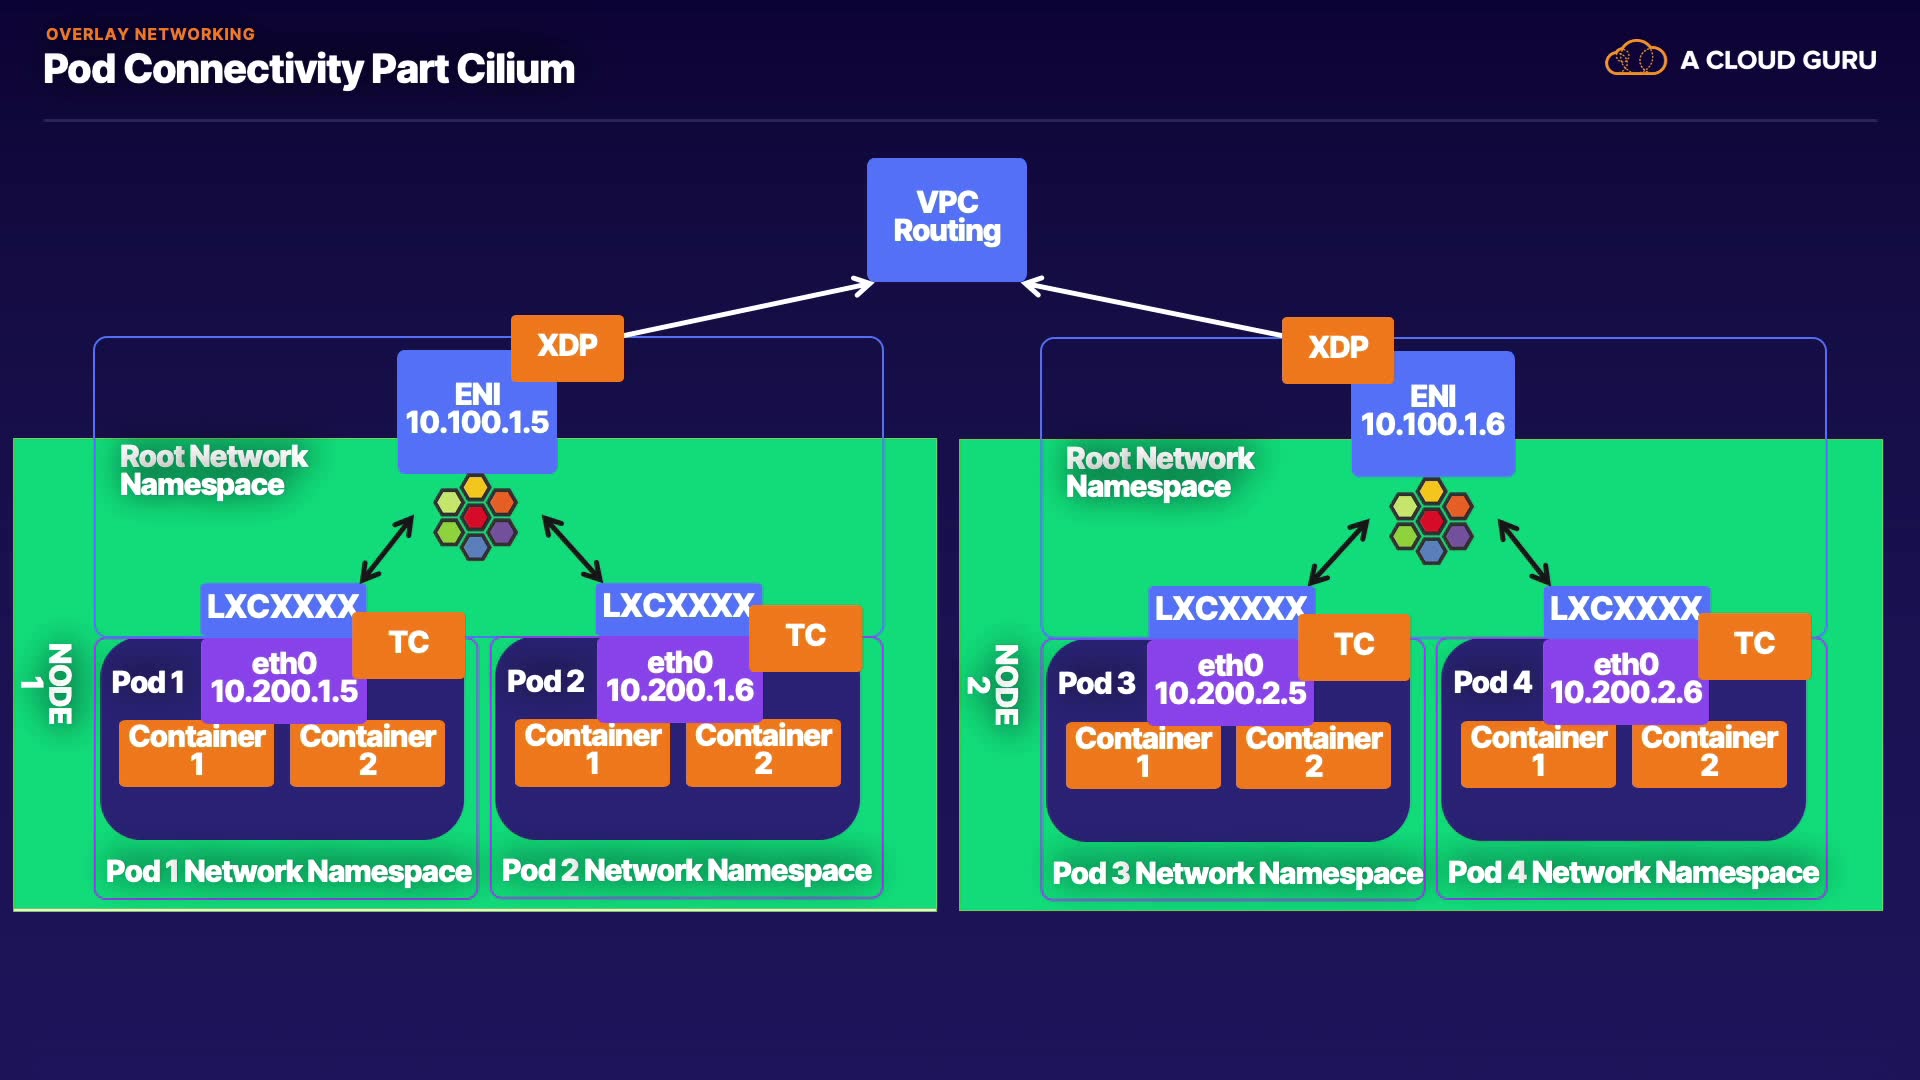 OVERLAY NETWORKING
Pod Connectivity Part Cilium
A CLOUD GURU
VPC
Routing
XDP
ENI
10.100.1.5
Root Network
Namespace
LXCXXXX
TC
LXCXXXX
TC
NODE
1
Pod 1
eth0
10.200.1.5
Container
1
Container
2
Pod 1 Network Namespace
Pod 2
eth0
10.200.1.6
Container
1
Container
2
Pod 2 Network Namespace
XDP
ENI
10.100.1.6
Root Network
Namespace
LXCXXXX
TC
LXCXXXX
TC
NODE
2
Pod 3
eth0
10.200.2.5
Container
1
Container
2
Pod 3 Network Namespace
Pod 4
eth0
10.200.2.6
Container
1
Container
2
Pod 4 Network Namespace